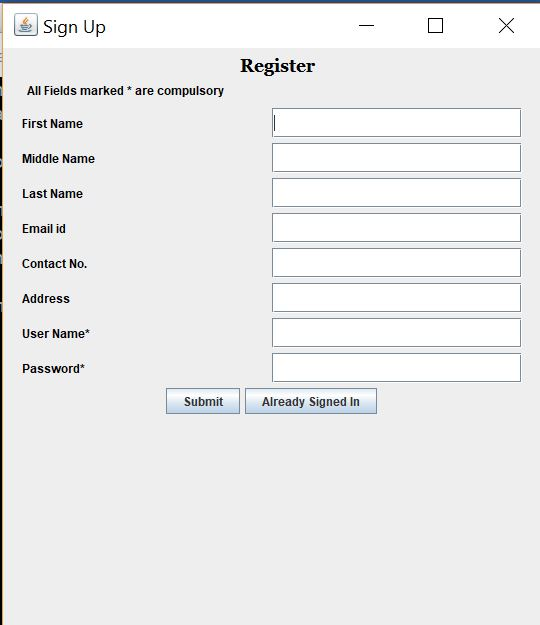 Sign Up
Register
All Fields marked * are compulsory
First Name
Middle Name
Last Name
Email id
Contact No.
Address
User Name*
Password*
Submit Already Signed In